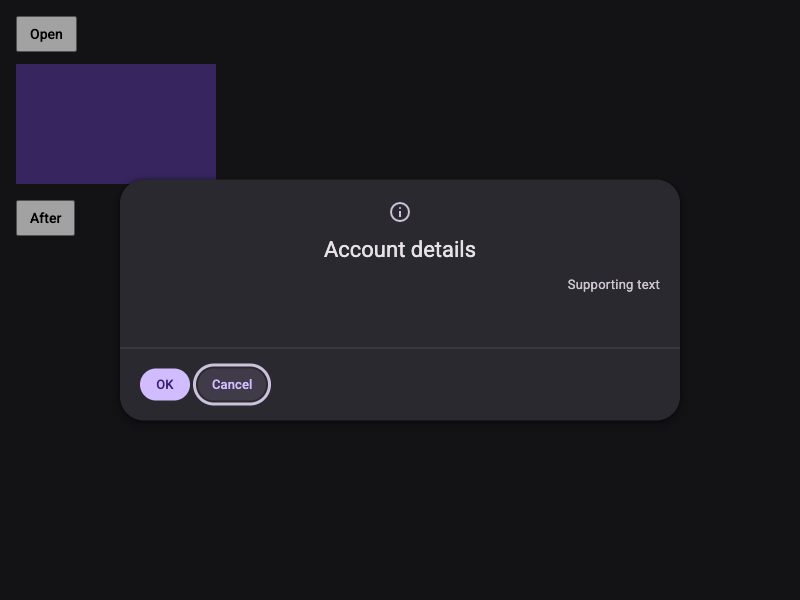 Open
After
Account details
Supporting text
OK
Cancel